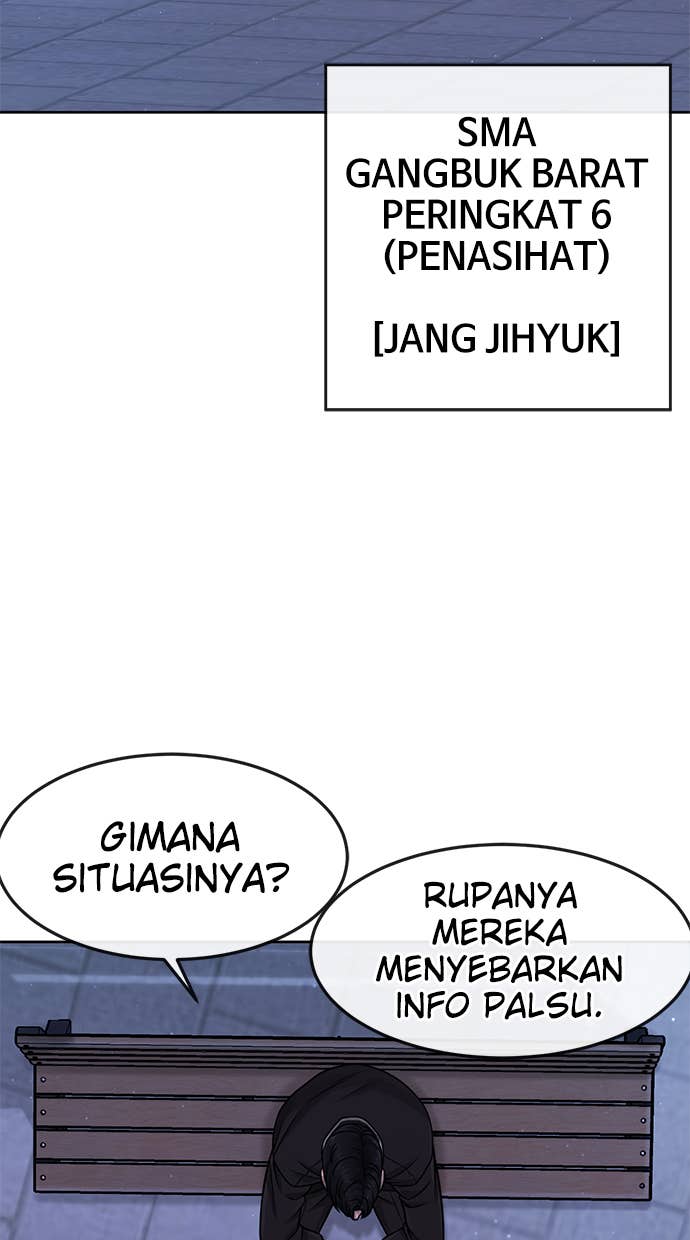 SMA
GANGBUK BARAT
PERINGKAT 6
(PENASIHAT)
[JANG JIHYUK]
GIMANA
SITUASINYA?
RUPANYA
MEREKA
MENYEBARKAN
INFO PALSU.